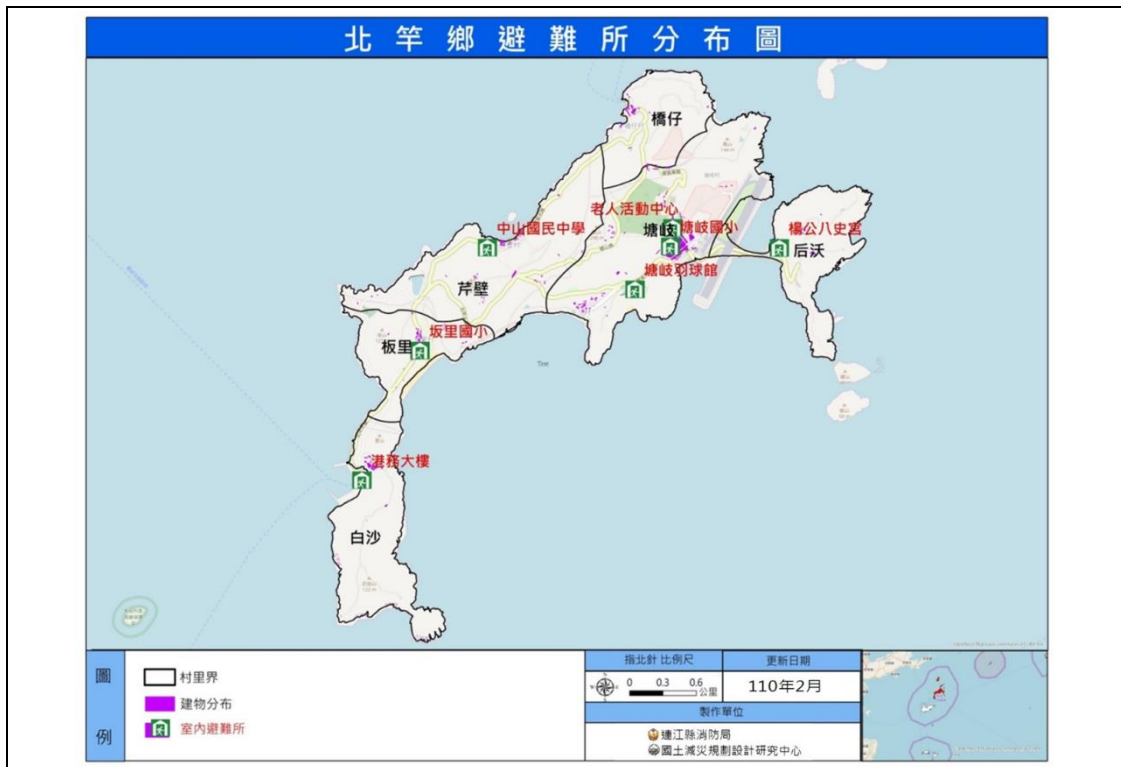 北竿鄉避難所分布圖
橋仔
老人活動中心
中山國民中學
塘岐
塘岐國小
楊公八史宮
后沃
塘岐羽球館
芹壁
坂里國小
板里
港務大樓
白沙
圖例
村里界
建物分布
室內避難所
指北針 比例尺
0 0.3 0.6
公里
更新日期
110年2月
製作單位
連江縣消防局
國土減災規劃設計研究中心